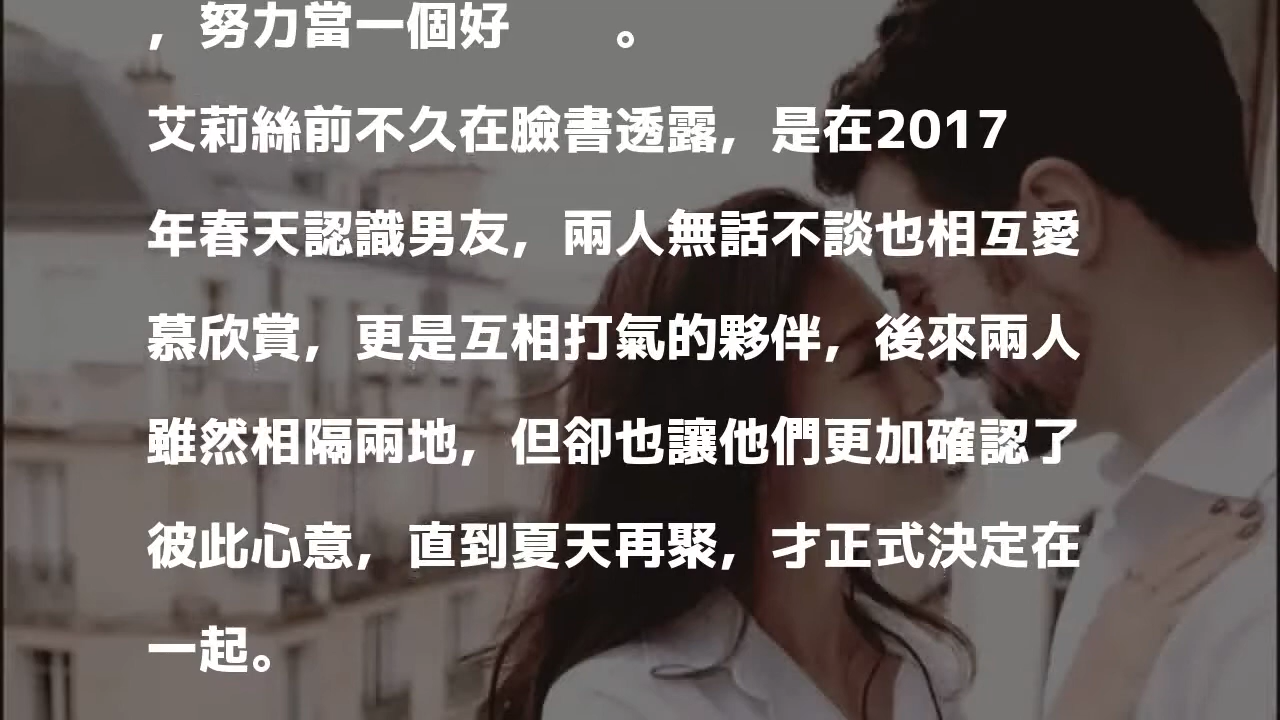 ，努力當一個好　　。
艾莉絲前不久在臉書透露，是在2017
年春天認識男友，兩人無話不談也相互愛
慕欣賞，更是互相打氣的夥伴，後來兩人
雖然相隔兩地，但卻也讓他們更加確認了
彼此心意，直到夏天再聚，才正式決定在
一起。